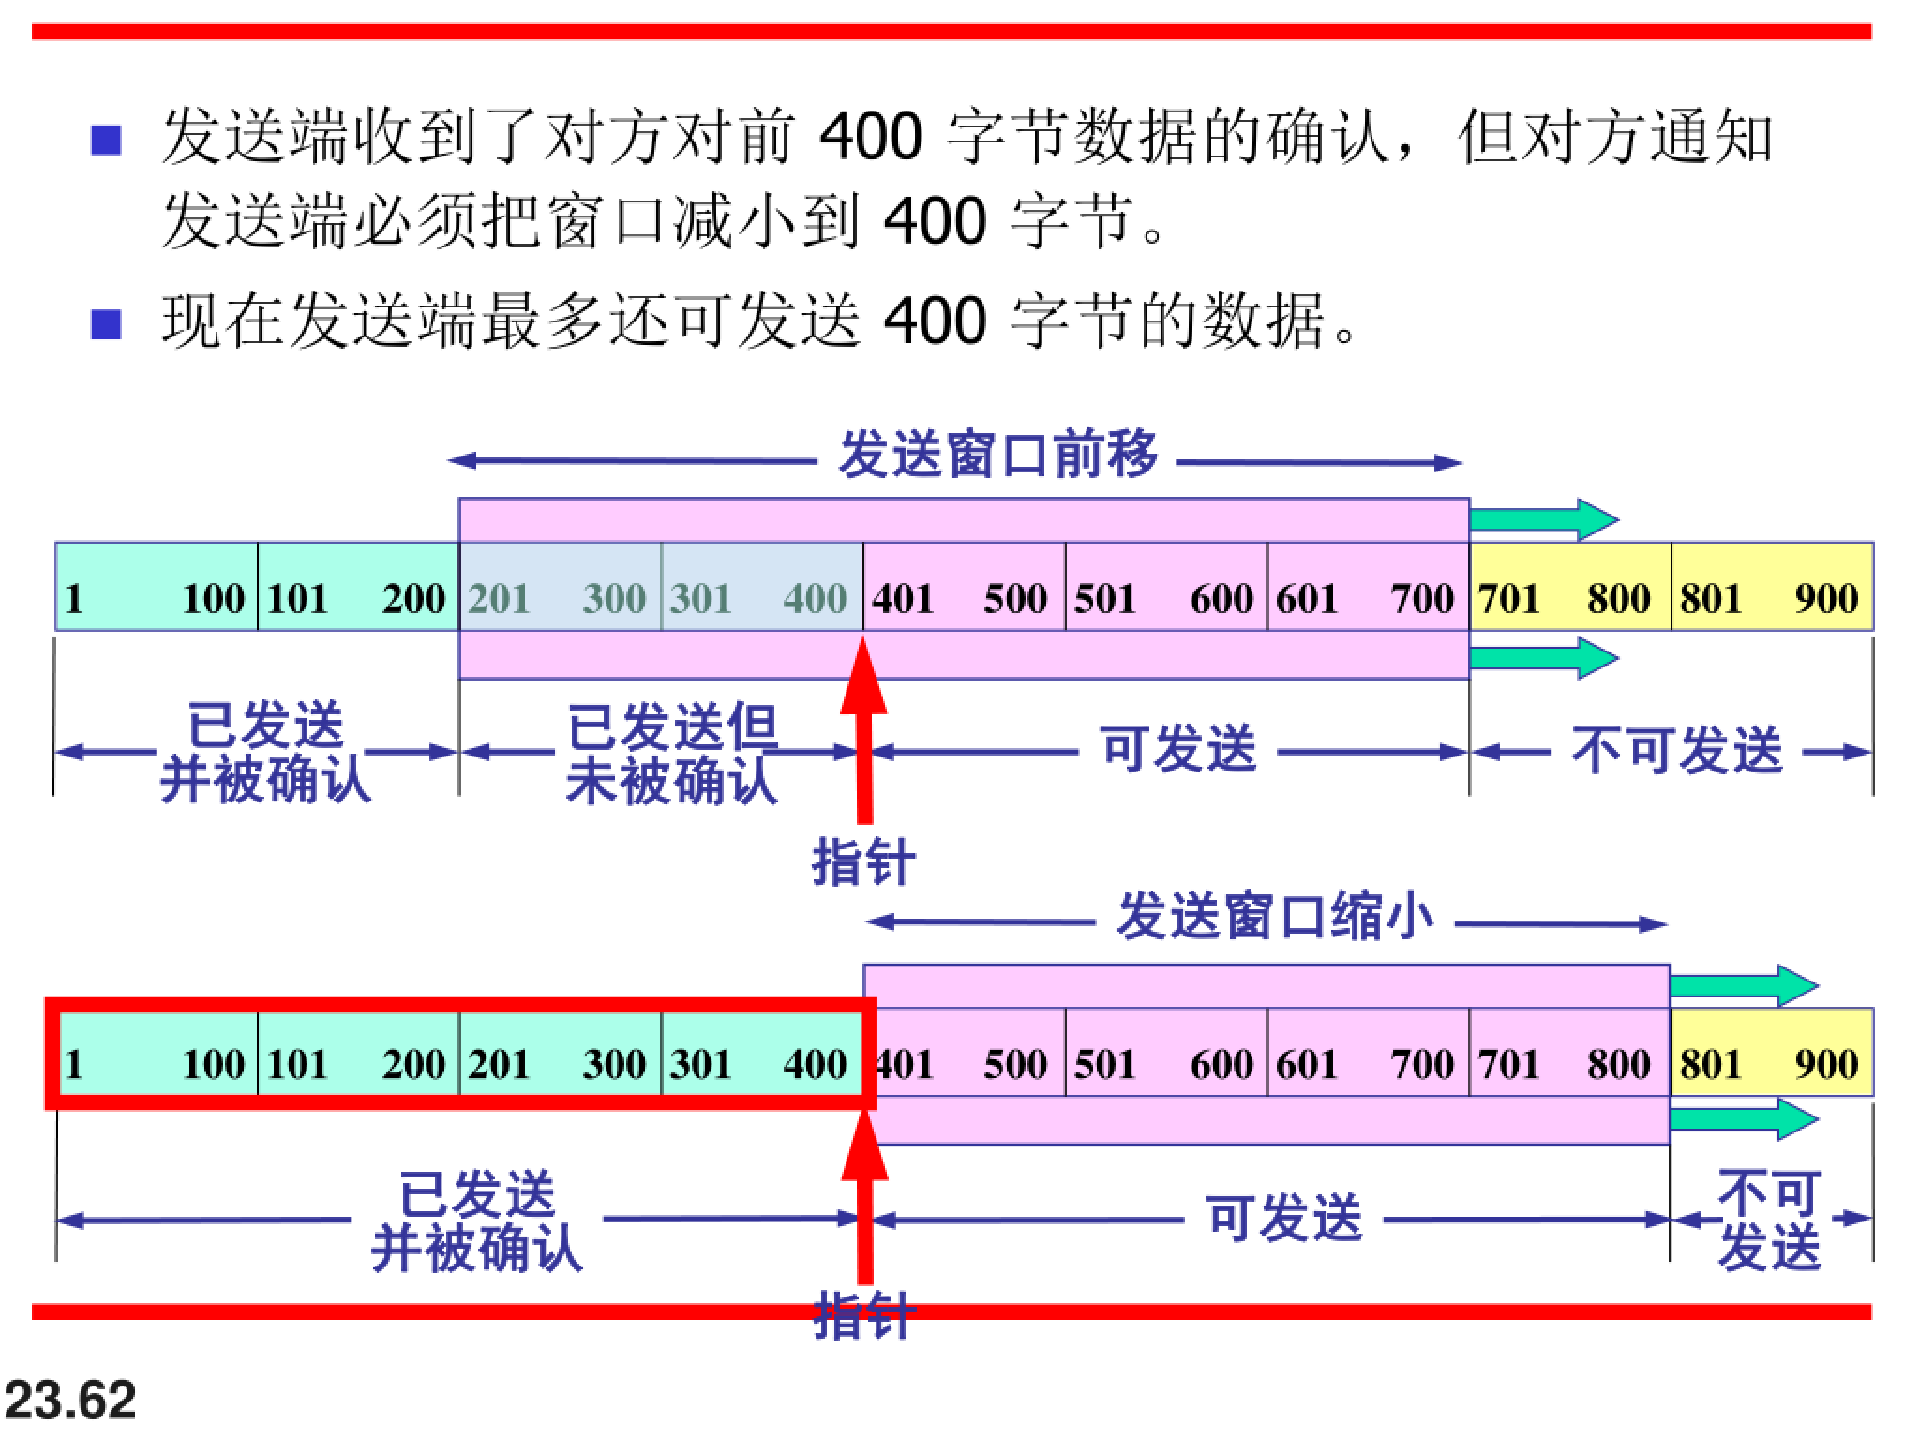 发送端收到了对方对前 400 字节数据的确认，但对方通知
发送端必须把窗口减小到 400 字节。
现在发送端最多还可发送 400 字节的数据。
发送窗口前移
1 100 101 200 201 300 301 400 401 500 501 600 601 700 701 800 801 900
已发送
并被确认
已发送但
未被确认
可发送
不可发送
指针
发送窗口缩小
1 100 101 200 201 300 301 400 401 500 501 600 601 700 701 800 801 900
已发送
并被确认
可发送
不可
发送
指针
23.62